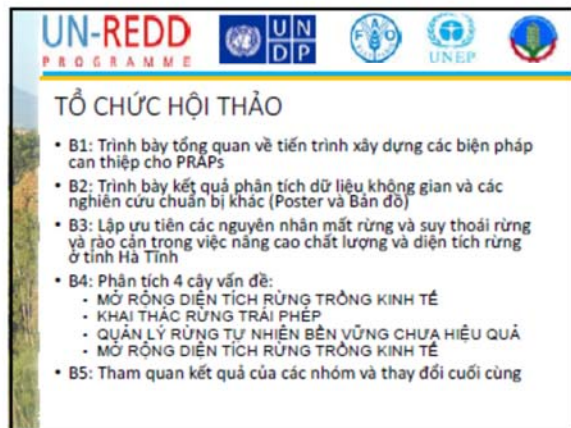 UN-REDD
PROGRAMME
UN
DP
FAO
UNEP
TỔ CHỨC HỘI THẢO
• B1: Trình bày tổng quan về tiến trình xây dựng các biện pháp
can thiệp cho PRAPs
• B2: Trình bày kết quả phân tích dữ liệu không gian và các
nghiên cứu chuẩn bị khác (Poster và Bản đồ)
• B3: Lập ưu tiên các nguyên nhân mất rừng và suy thoái rừng
và rào cản trong việc nâng cao chất lượng và diện tích rừng
ở tỉnh Hà Tĩnh
• B4: Phân tích 4 cây vấn đề:
- MỞ RỘNG DIỆN TÍCH RỪNG TRỒNG KINH TẾ
- KHAI THÁC RỪNG TRÁI PHÉP
- QUẢN LÝ RỪNG TỰ NHIÊN BỀN VỮNG CHƯA HIỆU QUẢ
- MỞ RỘNG DIỆN TÍCH RỪNG TRỒNG KINH TẾ
• B5: Tham quan kết quả của các nhóm và thay đổi cuối cùng